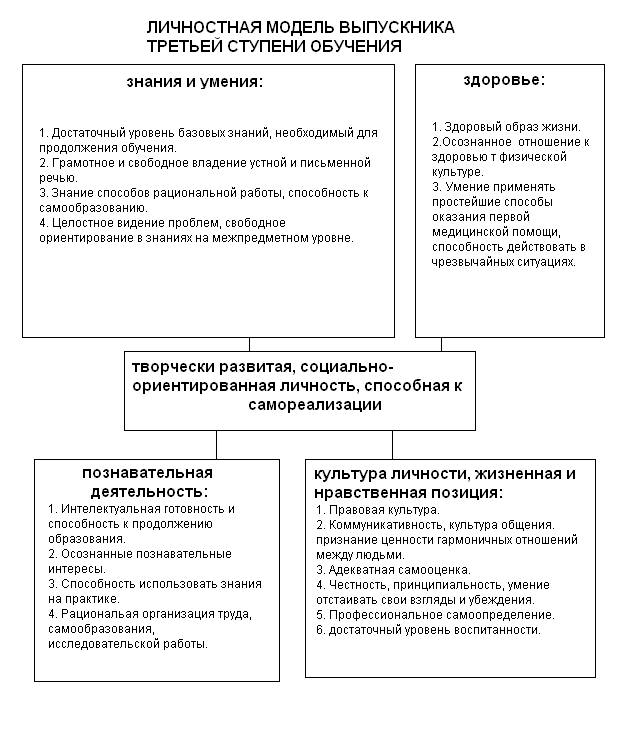 ЛИЧНОСТНАЯ МОДЕЛЬ ВЫПУСКНИКА
ТРЕТЬЕЙ СТУПЕНИ ОБУЧЕНИЯ
знания и умения:
1. Достаточный уровень базовых знаний, необходимый для
продолжения обучения.
2. Грамотное и свободное владение устной и письменной
речью.
3. Знание способов рациональной работы, способность к
самообразованию.
4. Целостное видение проблем, свободное
ориентирование в знаниях на межпредметном уровне.
здоровье:
1. Здоровый образ жизни.
2.Осознанное отношение к
здоровью т физической
культуре.
3. Умение применять
простейшие способы
оказания первой
медицинской помощи,
способность действовать в
чрезвычайных ситуациях.
творчески развитая, социально-
ориентированная личность, способная к
самореализации
познавательная
деятельность:
1. Интелектуальная готовность и
способность к продолжению
образования.
2. Осознанные познавательные
интересы.
3. Способность использовать знания
на практике.
4. Рациональая организация труда,
самообразования,
исследовательской работы.
культура личности, жизненная и
нравственная позиция:
1. Правовая культура.
2. Коммуникативность, культура общения.
признание ценности гармоничных отношений
между людьми.
3. Адекватная самооценка.
4. Честность, принципиальность, умение
отстаивать свои взгляды и убеждения.
5. Профессиональное самоопределение.
6. достаточный уровень воспитанности.